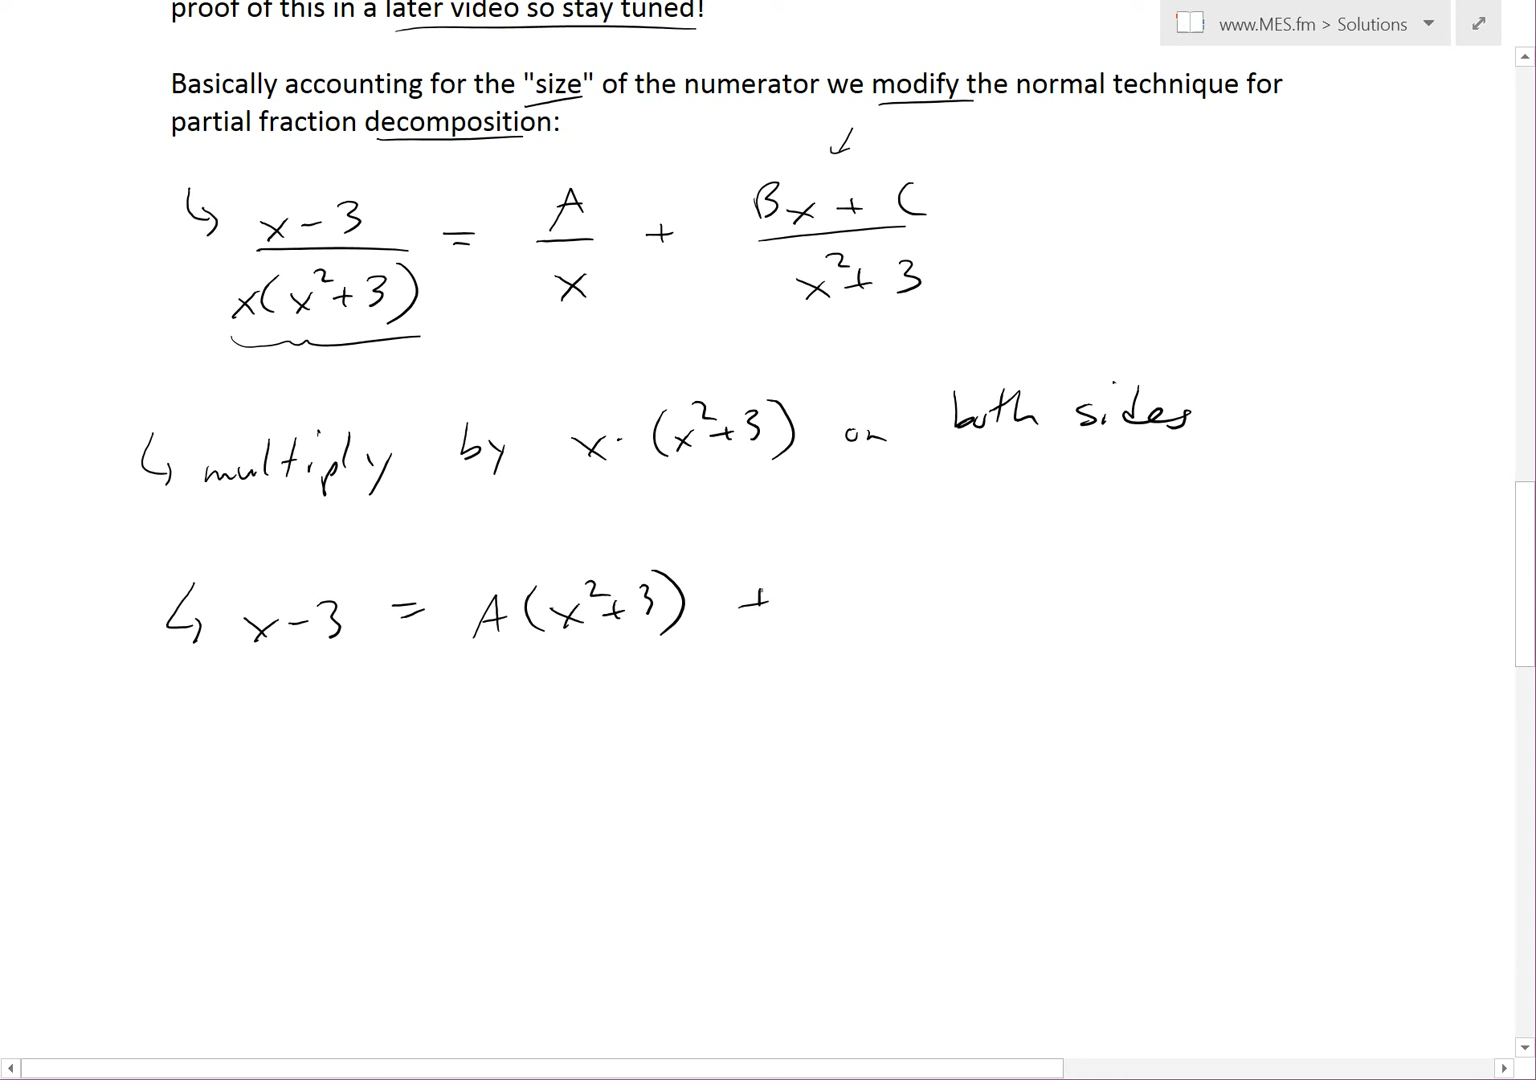 proof of this in a later video so stay tuned!
www.MES.fm > Solutions
Basically accounting for the "size" of the numerator we modify the normal technique for
partial fraction decomposition:
↳ x-3 / x(x²+3) = A / x + Bx + C / x²+3
↳ multiply by x·(x²+3) on both sides
↳ x-3 = A(x²+3) +